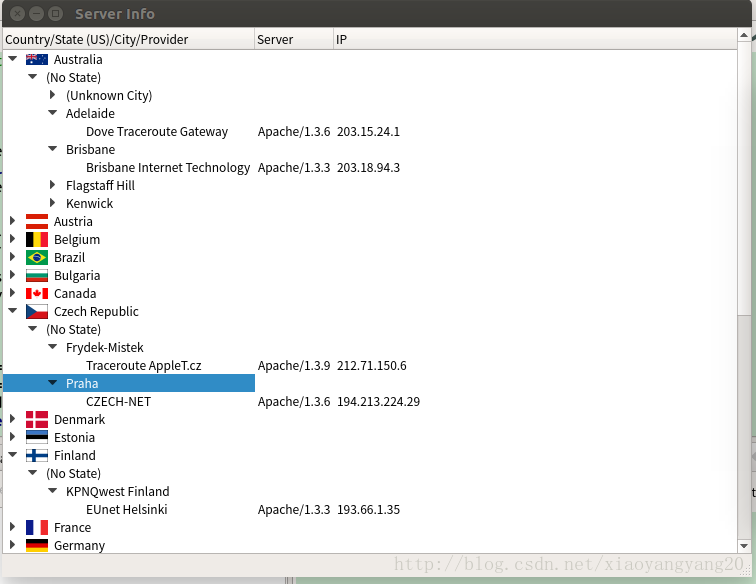 Server Info
Country/State (US)/City/Provider Server IP
Australia
(No State)
(Unknown City)
Adelaide
Dove Traceroute Gateway Apache/1.3.6 203.15.24.1
Brisbane
Brisbane Internet Technology Apache/1.3.3 203.18.94.3
Flagstaff Hill
Kenwick
Austria
Belgium
Brazil
Bulgaria
Canada
Czech Republic
(No State)
Frydek-Mistek
Traceroute AppleT.cz Apache/1.3.9 212.71.150.6
Praha
CZECH-NET Apache/1.3.6 194.213.224.29
Denmark
Estonia
Finland
(No State)
KPNQwest Finland
EUnet Helsinki Apache/1.3.3 193.66.1.35
France
Germany
http://blog.csdn.net/xiaoyangyang20